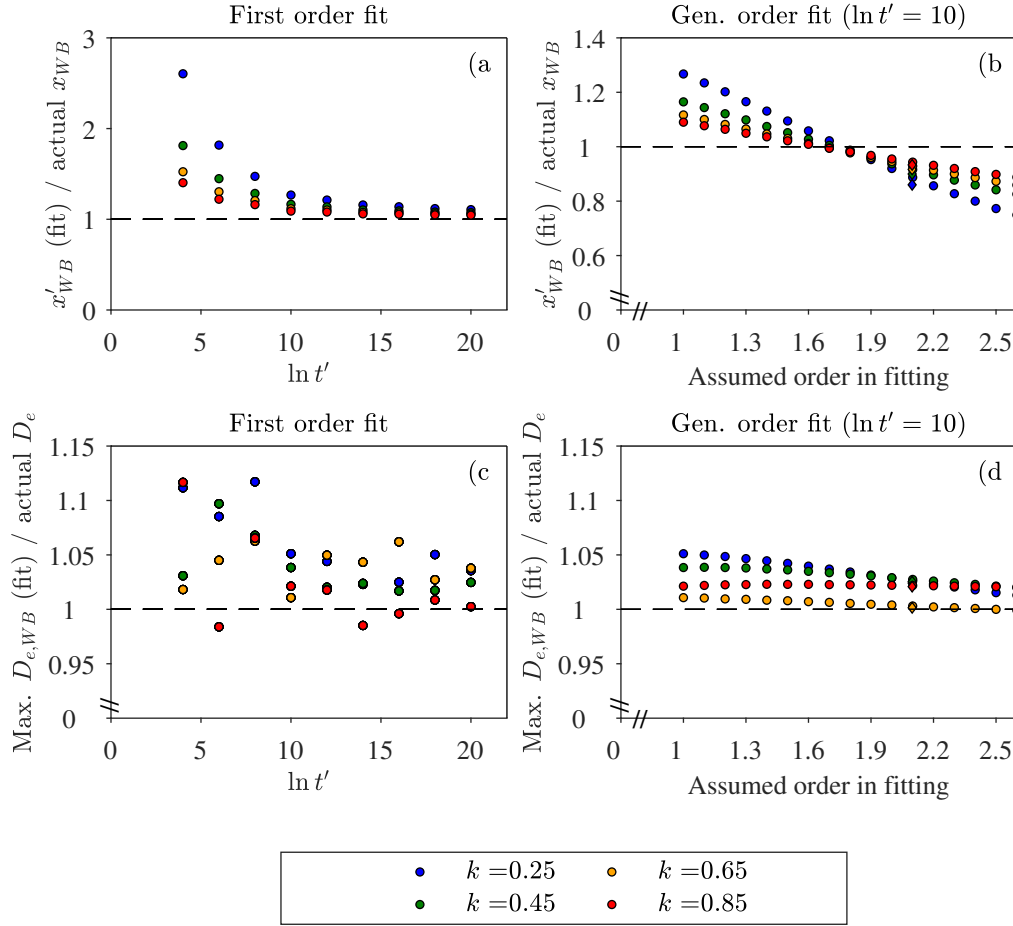 First order fit
Gen. order fit (ln t′ = 10)
3
2
1
0
x′WB (fit) / actual xWB
(a
0
5
10
15
20
ln t′
1.4
1.2
1
0.8
0.6
0
x′WB (fit) / actual xWB
(b
0
1
1.3
1.6
1.9
2.2
2.5
Assumed order in fitting
First order fit
Gen. order fit (ln t′ = 10)
1.15
1.1
1.05
1
0.95
0
Max. De,WB (fit) / actual De
(c
0
5
10
15
20
ln t′
1.15
1.1
1.05
1
0.95
0
Max. De,WB (fit) / actual De
(d
0
1
1.3
1.6
1.9
2.2
2.5
Assumed order in fitting
k =0.25
k =0.65
k =0.45
k =0.85